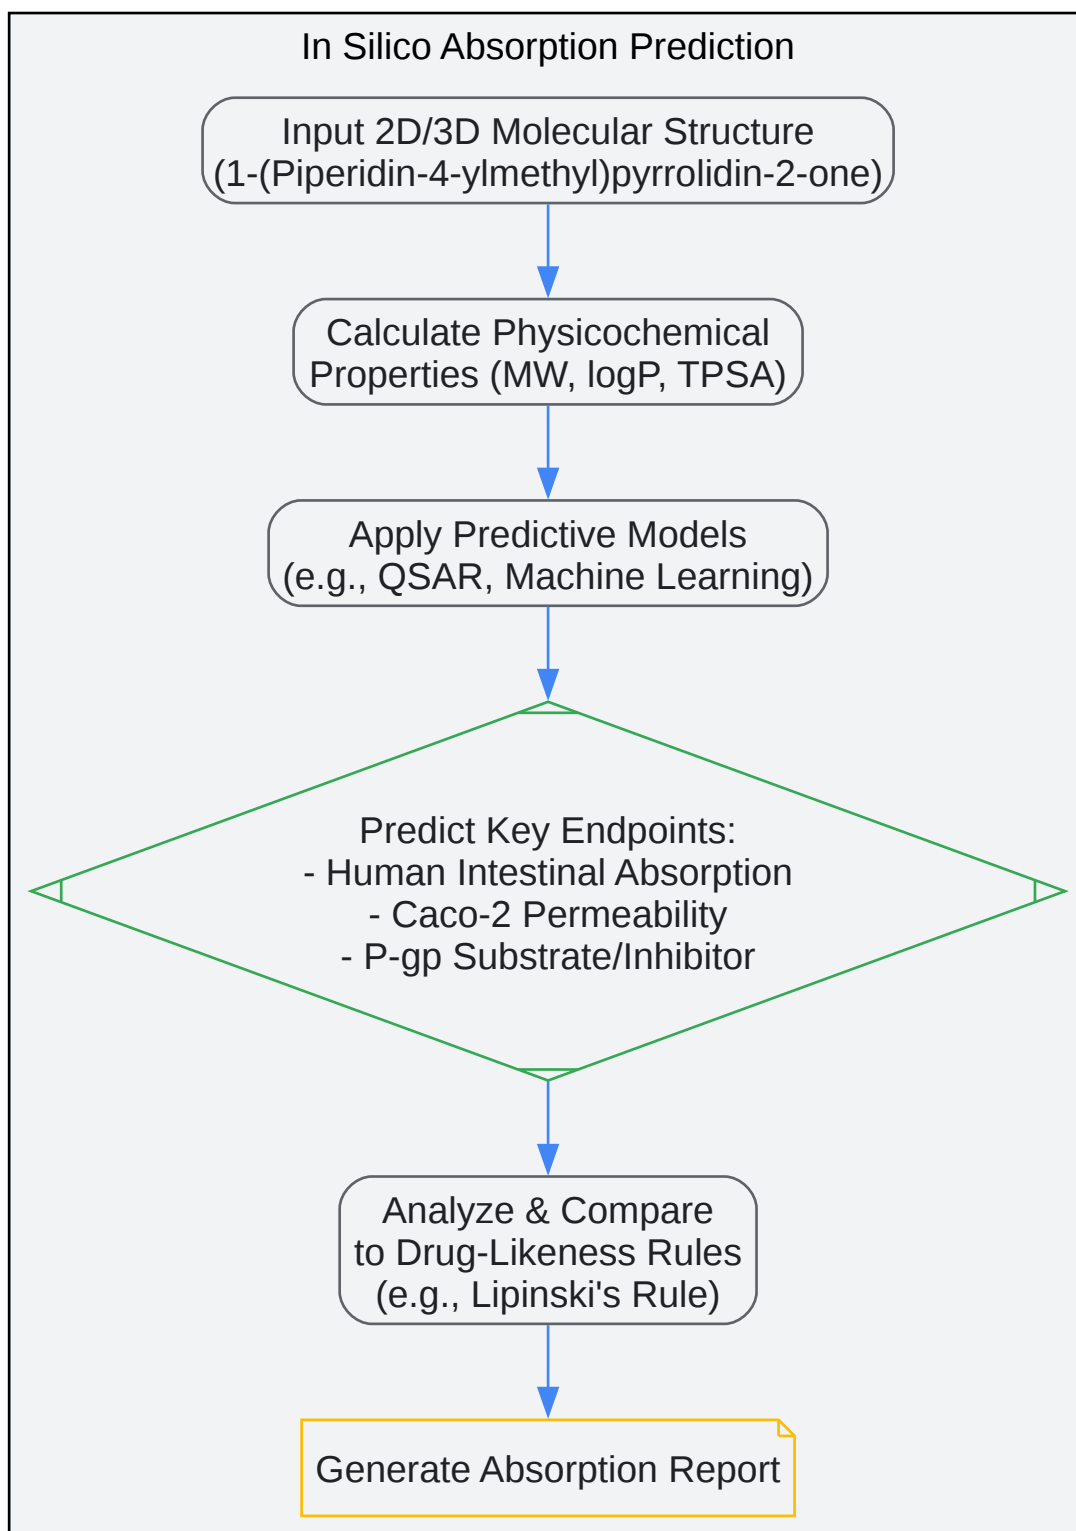 In Silico Absorption Prediction
Input 2D/3D Molecular Structure
(1-(Piperidin-4-ylmethyl)pyrrolidin-2-one)
Calculate Physicochemical
Properties (MW, logP, TPSA)
Apply Predictive Models
(e.g., QSAR, Machine Learning)
Predict Key Endpoints:
- Human Intestinal Absorption
- Caco-2 Permeability
- P-gp Substrate/Inhibitor
Analyze & Compare
to Drug-Likeness Rules
(e.g., Lipinski's Rule)
Generate Absorption Report